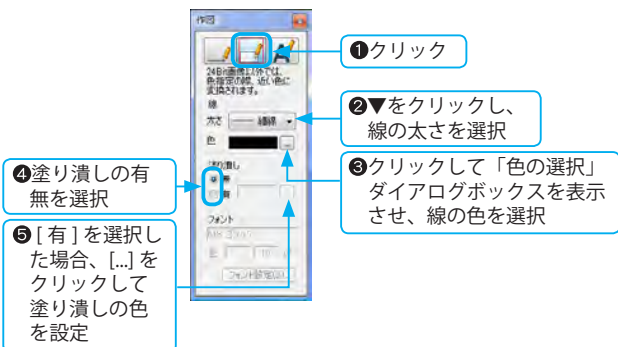 作図
❶クリック
24Bit画像以外では、
色指定の際、近い色に
変換されます。
線
太さ 細線
❷▼をクリックし、
線の太さを選択
色 ...
❸クリックして「色の選択」
ダイアログボックスを表示
させ、線の色を選択
塗り潰し
無
有
❹塗り潰しの有
無を選択
❺[有]を選択し
た場合、[...]を
クリックして
塗り潰しの色
を設定
フォント
色
フォント設定(Z)...